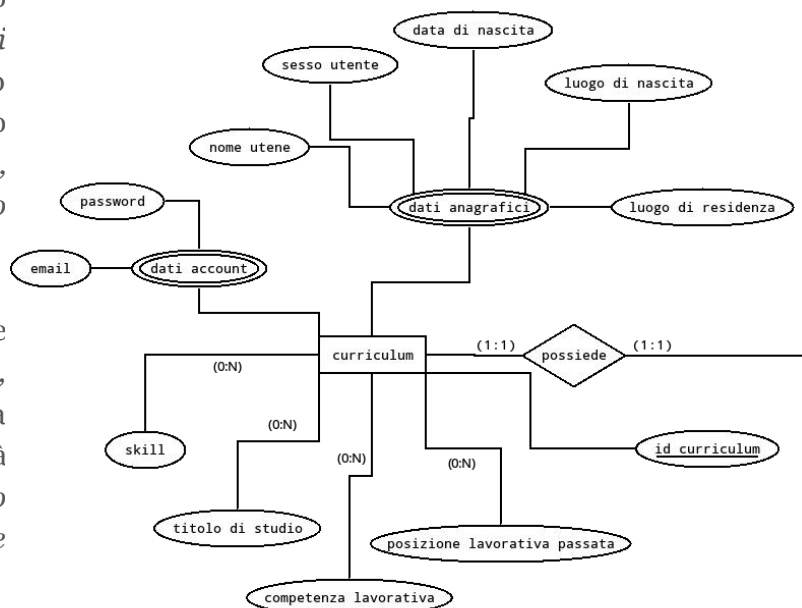 o
i
o
o
,
o
e
,
a
à
o
e
data di nascita
sesso utente
luogo di nascita
nome utene
password
dati anagrafici
luogo di residenza
email
dati account
curriculum
(1:1)
possiede
(1:1)
(0:N)
skill
(0:N)
(0:N)
(0:N)
id curriculum
titolo di studio
posizione lavorativa passata
competenza lavorativa